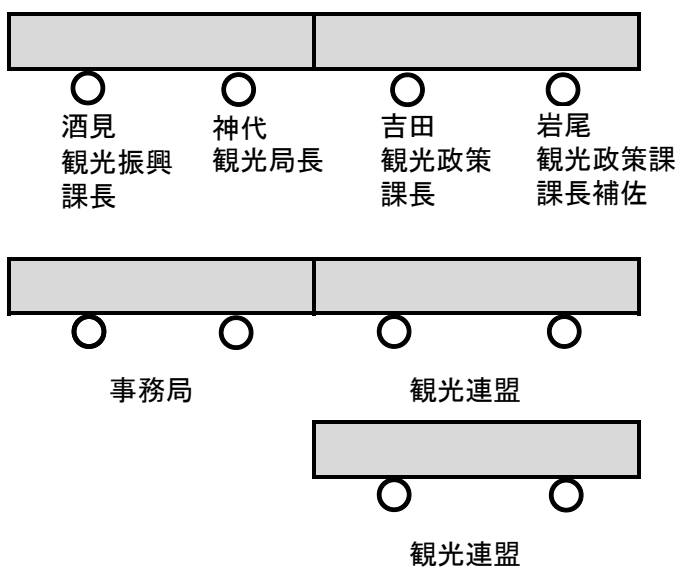 酒見
観光振興
課長
神代
観光局長
吉田
観光政策
課長
岩尾
観光政策課
課長補佐
事務局
観光連盟
観光連盟